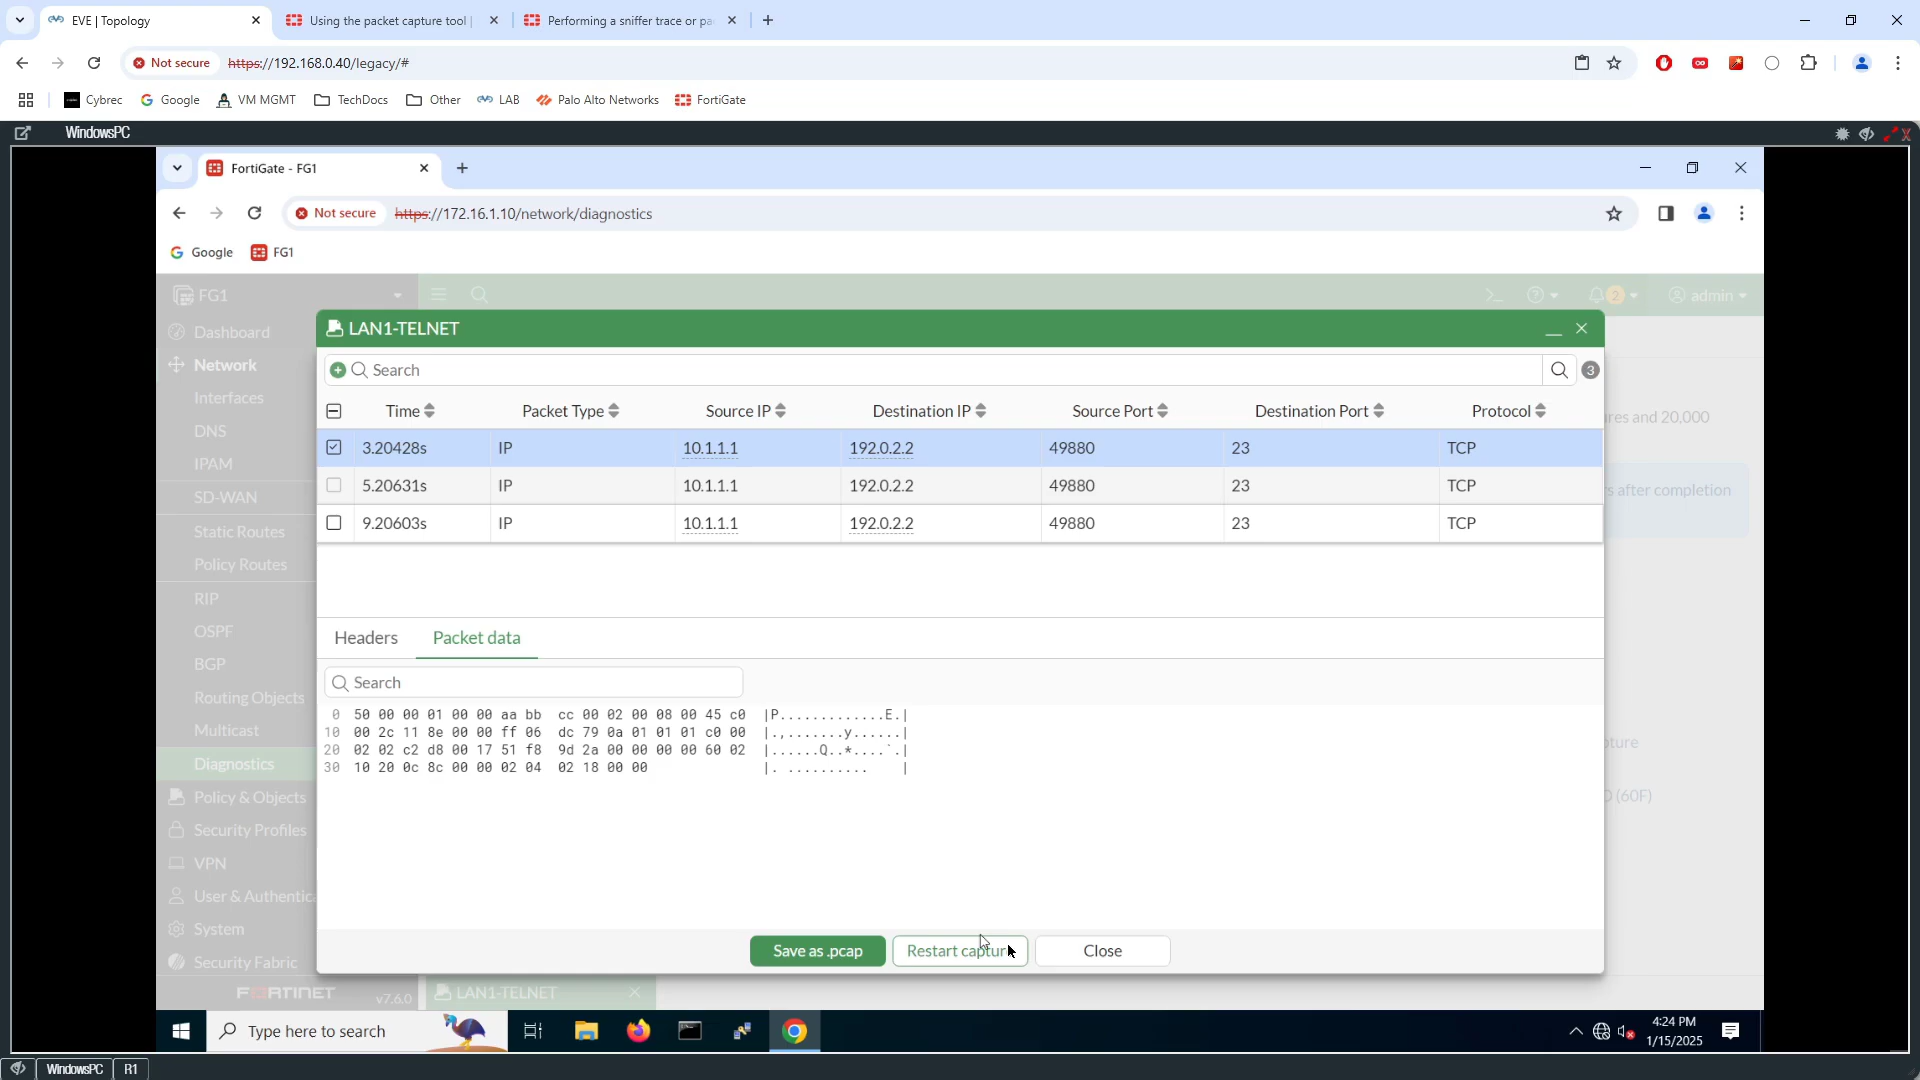 EVE | Topology
Using the packet capture tool |
Performing a sniffer trace or pa
Not secure
https://192.168.0.40/legacy/#
Cybrec
Google
VM MGMT
TechDocs
Other
LAB
Palo Alto Networks
FortiGate
WindowsPC
FortiGate - FG1
Not secure
https://172.16.1.10/network/diagnostics
Google
FG1
FG1
2
admin
Dashboard
Network
Interfaces
DNS
IPAM
SD-WAN
Static Routes
Policy Routes
RIP
OSPF
BGP
Routing Objects
Multicast
Diagnostics
Policy & Objects
Security Profiles
VPN
User & Authentica
System
Security Fabric
FORTINET v7.6.0
LAN1-TELNET
Search
3
Time Packet Type Source IP Destination IP Source Port Destination Port Protocol
3.20428s IP 10.1.1.1 192.0.2.2 49880 23 TCP
5.20631s IP 10.1.1.1 192.0.2.2 49880 23 TCP
9.20603s IP 10.1.1.1 192.0.2.2 49880 23 TCP
res and 20,000
s after completion
ture
D (60F)
Headers Packet data
Search
0 50 00 00 01 00 00 aa bb cc 00 02 00 08 00 45 c0 |P.............E.|
10 00 2c 11 8e 00 00 ff 06 dc 79 0a 01 01 01 c0 00 |.,.......y......|
20 02 02 c2 d8 00 17 51 f8 9d 2a 00 00 00 00 60 02 |......Q..*....`.|
30 10 20 0c 8c 00 00 02 04 02 18 00 00 |. .......... |
Save as .pcap
Restart captur
Close
LAN1-TELNET
Type here to search
4:24 PM
1/15/2025
WindowsPC
R1